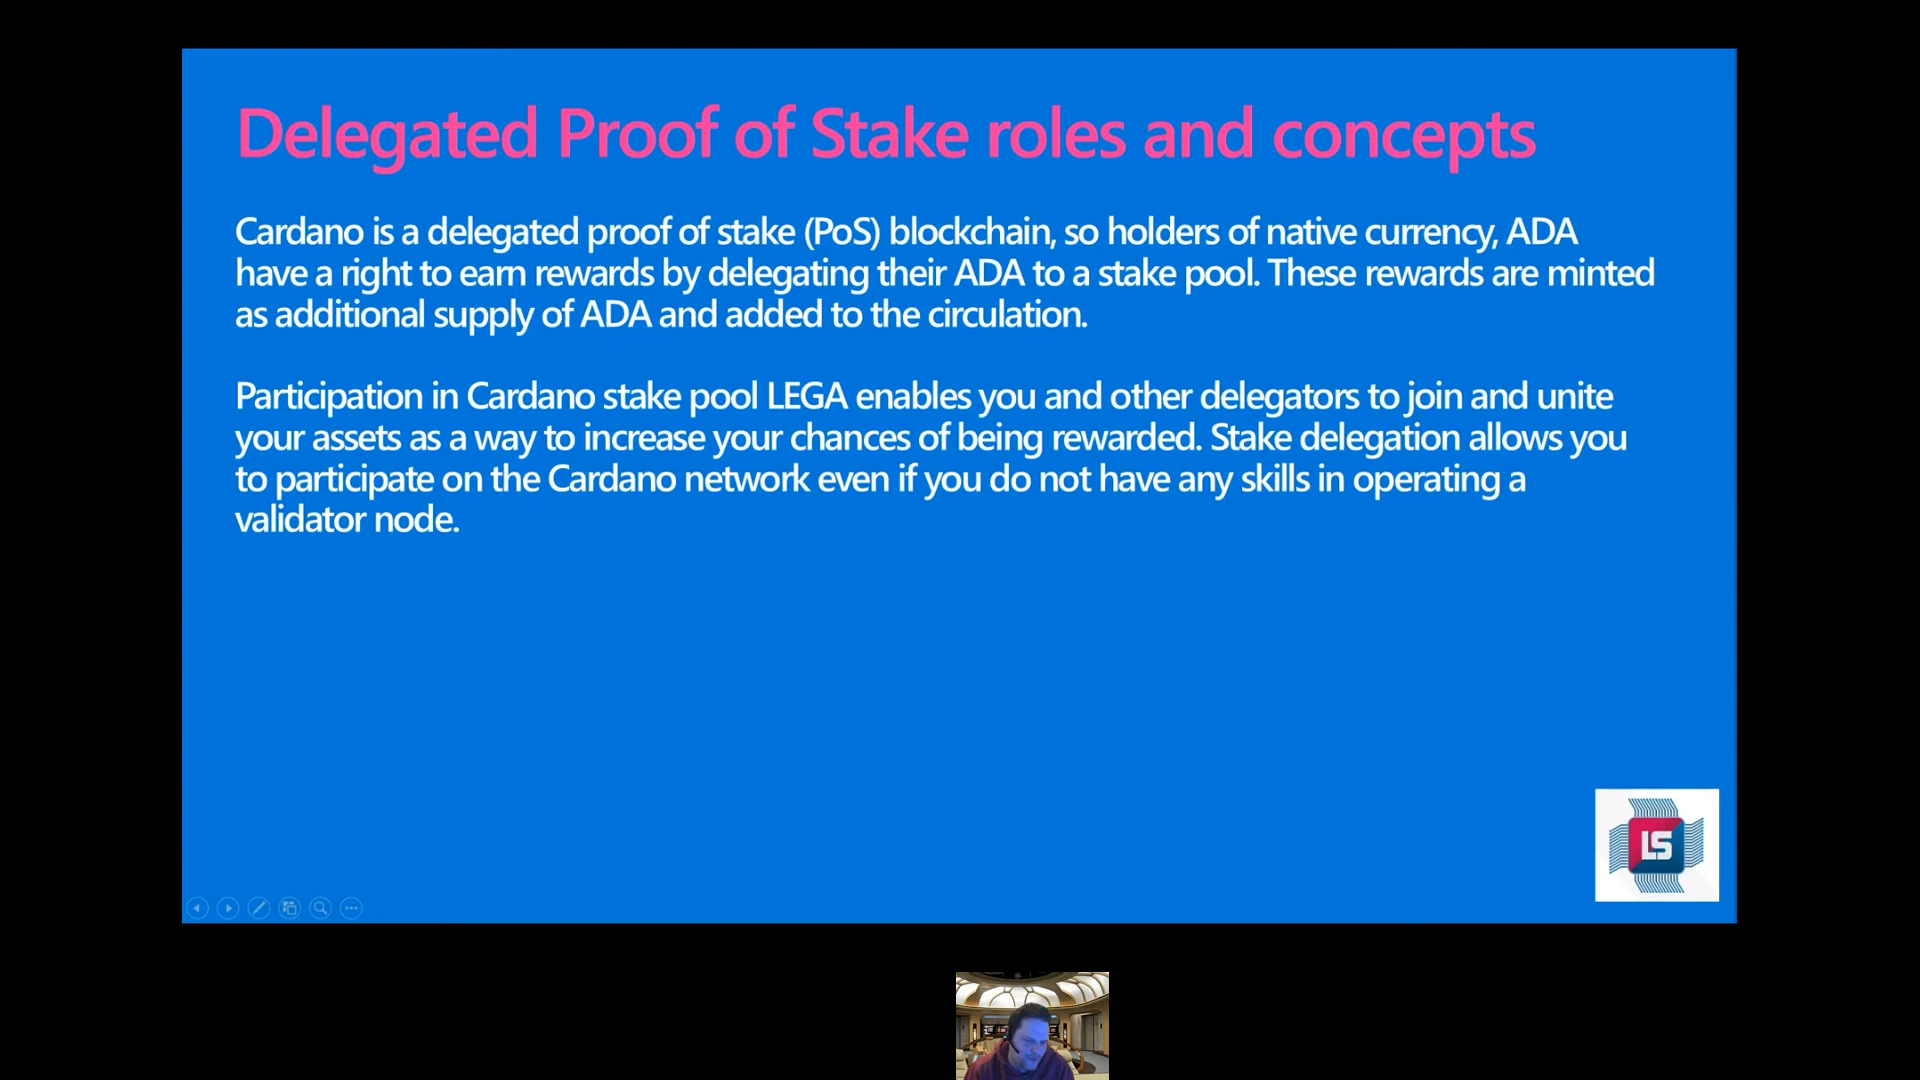 Delegated Proof of Stake roles and concepts
Cardano is a delegated proof of stake (PoS) blockchain, so holders of native currency, ADA
have a right to earn rewards by delegating their ADA to a stake pool. These rewards are minted
as additional supply of ADA and added to the circulation.
Participation in Cardano stake pool LEGA enables you and other delegators to join and unite
your assets as a way to increase your chances of being rewarded. Stake delegation allows you
to participate on the Cardano network even if you do not have any skills in operating a
validator node.
LS